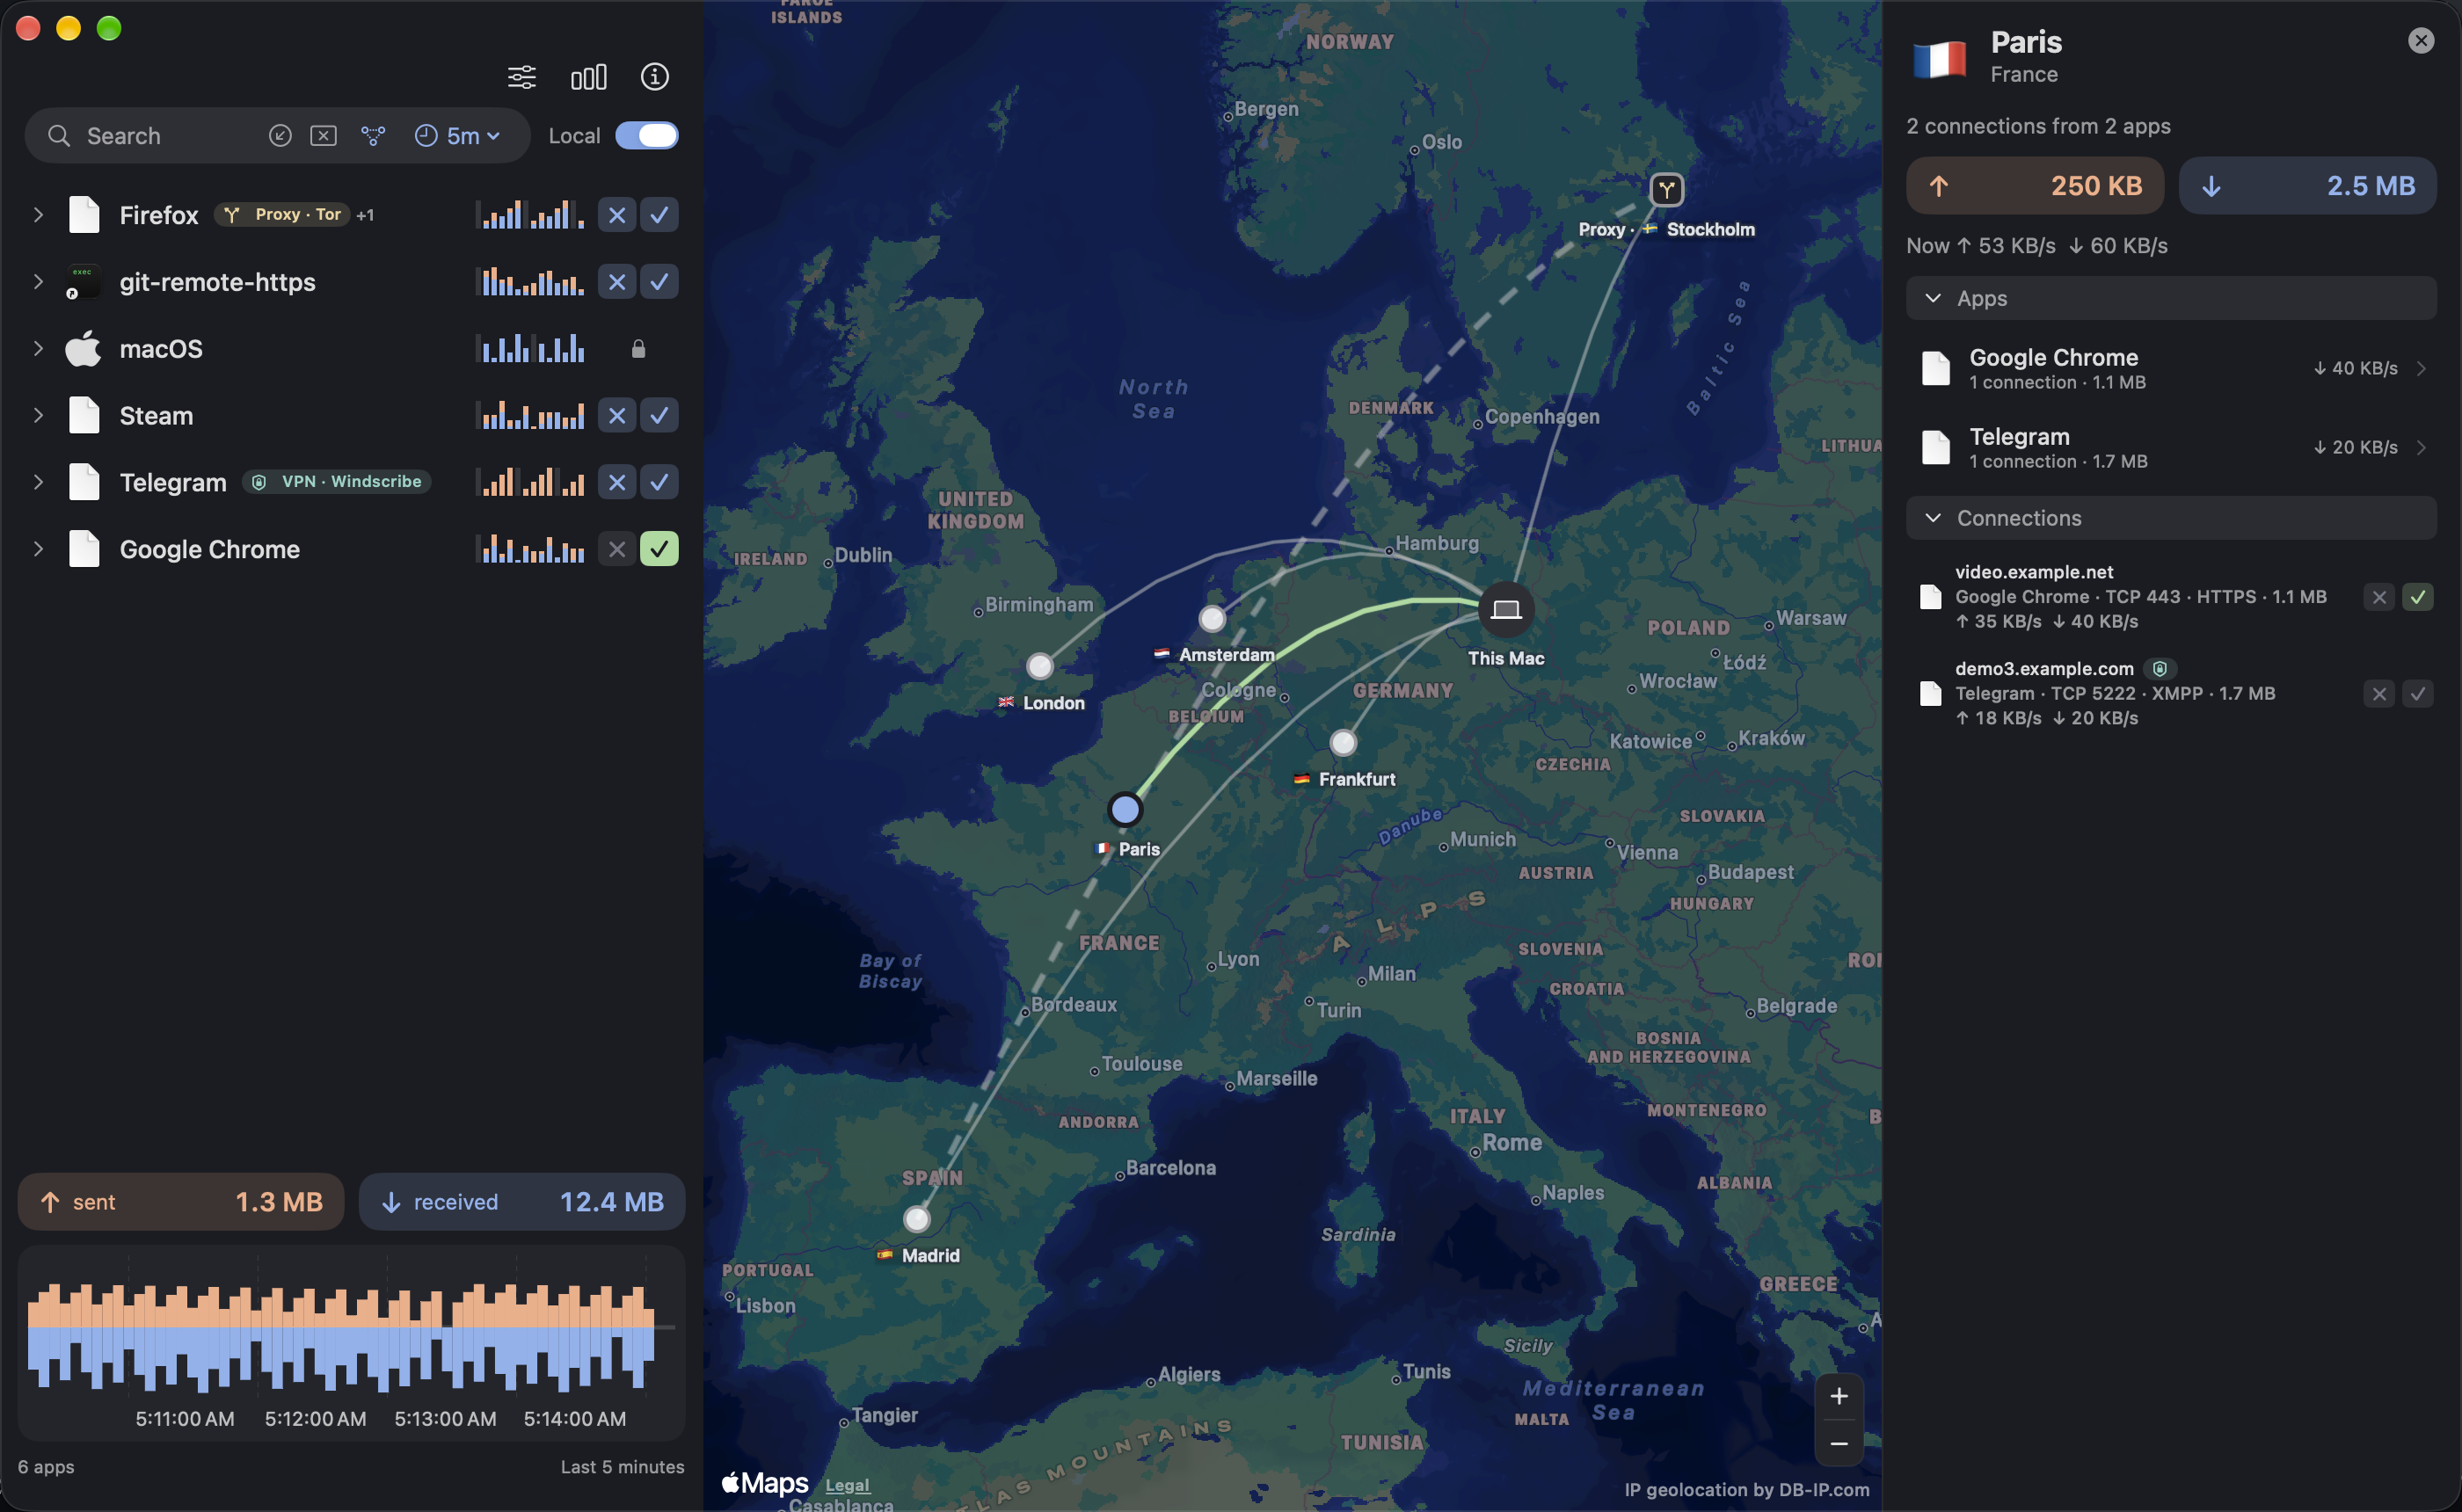 Search
5m
Local
Firefox
Proxy · Tor
+1
exec
git-remote-https
macOS
Steam
Telegram
VPN · Windscribe
Google Chrome
sent
1.3 MB
received
12.4 MB
5:11:00 AM
5:12:00 AM
5:13:00 AM
5:14:00 AM
6 apps
Last 5 minutes
ISLANDS
NORWAY
Bergen
Oslo
Proxy · Stockholm
Baltic Sea
North
Sea
DENMARK
Copenhagen
LITHUA
UNITED
KINGDOM
IRELAND
Dublin
Hamburg
Birmingham
This Mac
Warsaw
POLAND
Łódź
Amsterdam
London
Cologne
GERMANY
Wrocław
BELGIUM
Katowice
Kraków
Frankfurt
CZECHIA
Paris
Danube
Munich
SLOVAKIA
Vienna
AUSTRIA
Budapest
HUNGARY
ALPS
FRANCE
SLOVENIA
Lyon
Milan
ROM
Bay of
Biscay
CROATIA
Bordeaux
Turin
Belgrade
BOSNIA
AND HERZEGOVINA
Toulouse
Marseille
ANDORRA
ITALY
MONTENEGRO
Rome
Barcelona
SPAIN
ALBANIA
Naples
Sardinia
Madrid
PORTUGAL
Lisbon
GREECE
Sicily
Algiers
Tunis
Mediterranean
Sea
MALTA
Tangier
ATLAS MOUNTAINS
TUNISIA
Maps
Legal
Casablanca
IP geolocation by DB-IP.com
Paris
France
2 connections from 2 apps
↑ 250 KB
↓ 2.5 MB
Now ↑ 53 KB/s ↓ 60 KB/s
Apps
Google Chrome
1 connection · 1.1 MB
↓ 40 KB/s
Telegram
1 connection · 1.7 MB
↓ 20 KB/s
Connections
video.example.net
Google Chrome · TCP 443 · HTTPS · 1.1 MB
↑ 35 KB/s ↓ 40 KB/s
demo3.example.com
Telegram · TCP 5222 · XMPP · 1.7 MB
↑ 18 KB/s ↓ 20 KB/s